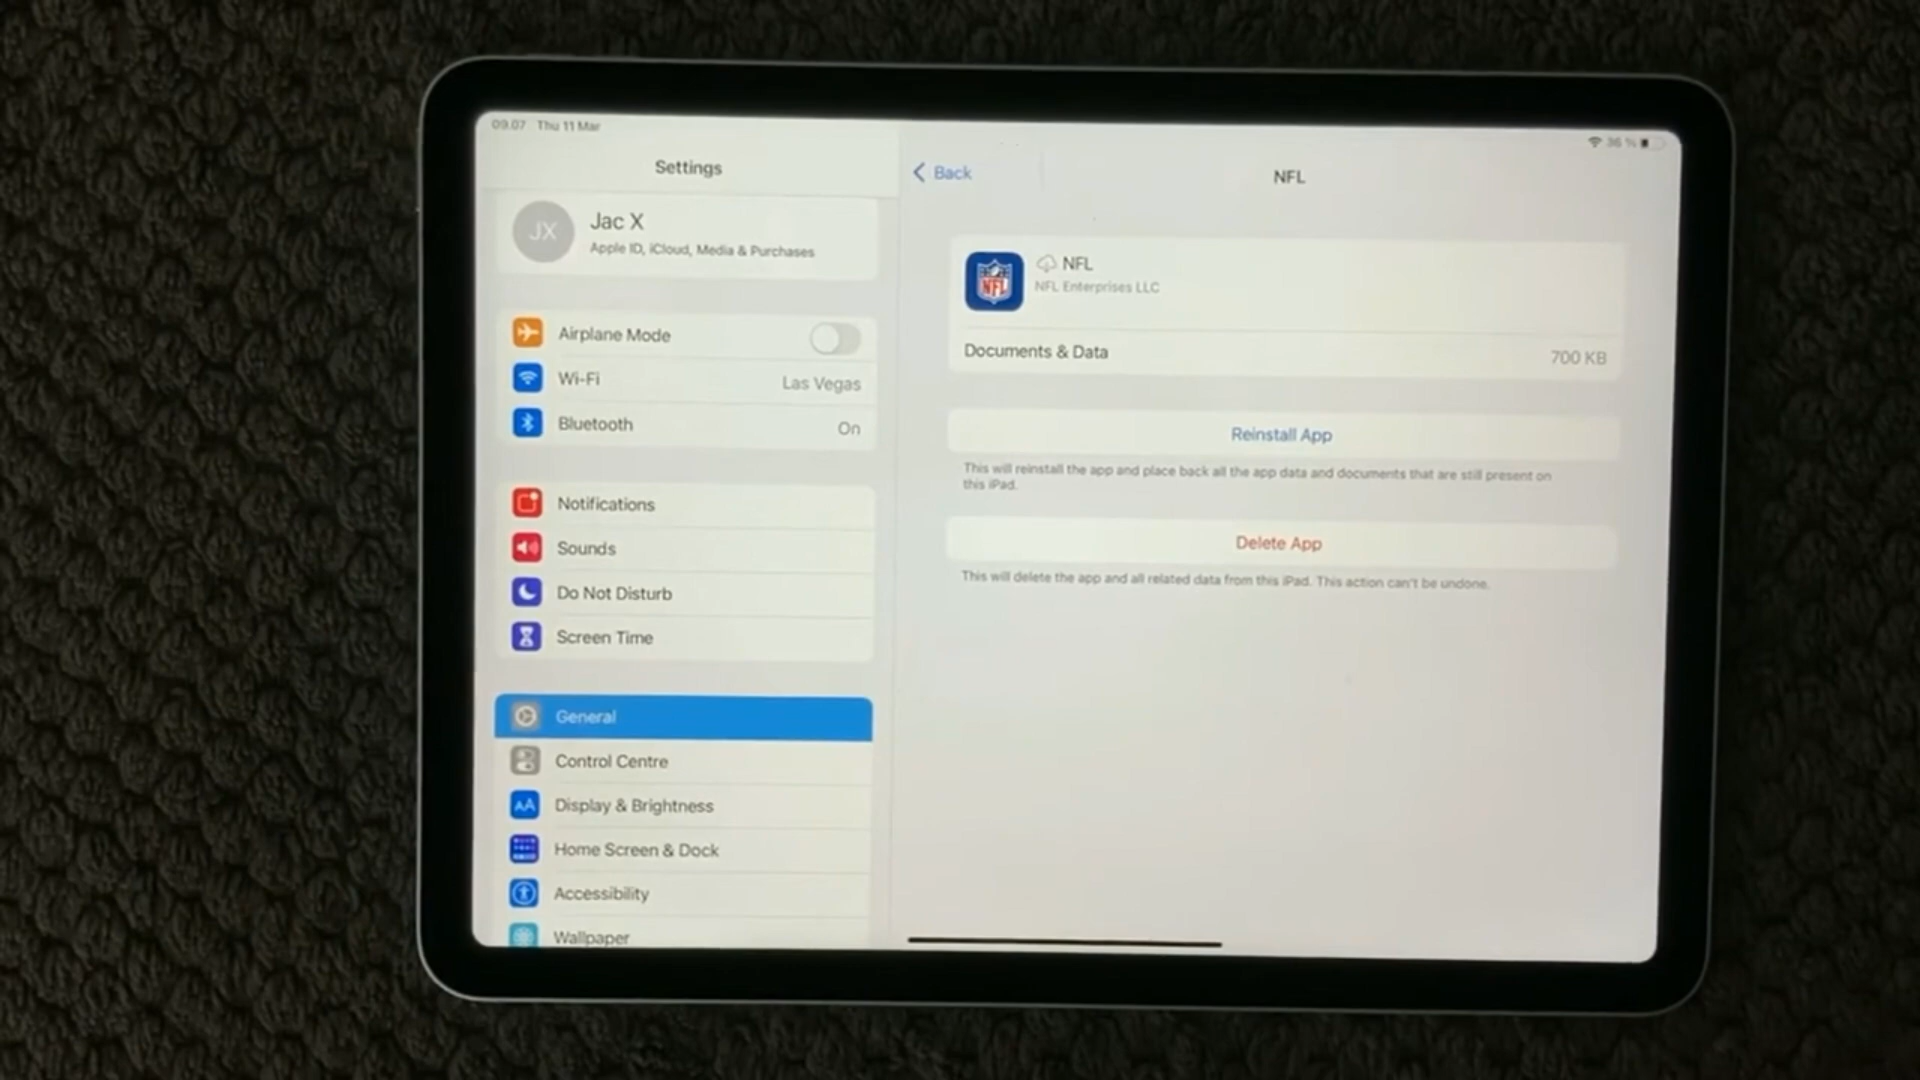 09.07 Thu 11 Mar
36 %
Settings
JX
Jac X
Apple ID, iCloud, Media & Purchases
Airplane Mode
Wi-Fi
Las Vegas
Bluetooth
On
Notifications
Sounds
Do Not Disturb
Screen Time
General
Control Centre
AA
Display & Brightness
Home Screen & Dock
Accessibility
Wallpaper
Back
NFL
NFL
NFL
NFL Enterprises LLC
Documents & Data
700 KB
Reinstall App
This will reinstall the app and place back all the app data and documents that are still present on
this iPad.
Delete App
This will delete the app and all related data from this iPad. This action can't be undone.